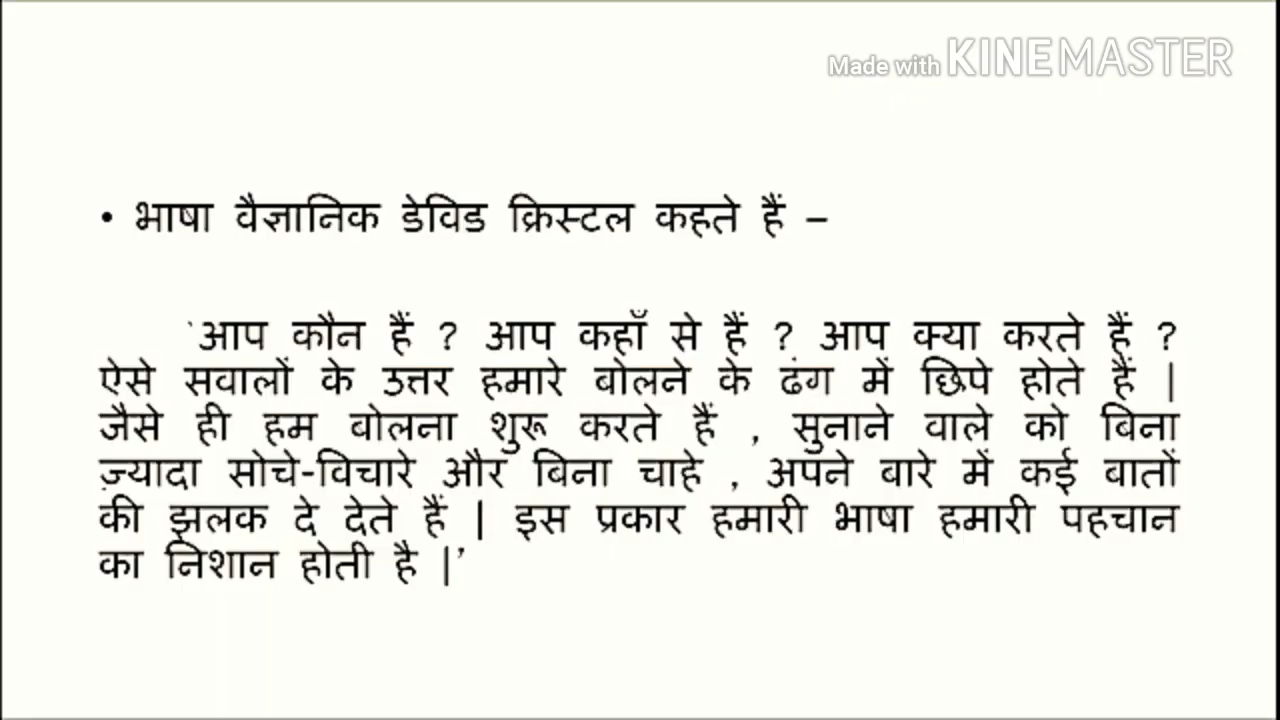 Made with KINEMASTER
• भाषा वैज्ञानिक डेविड क्रिस्टल कहते हैं –
`आप कौन हैं ? आप कहाँ से हैं ? आप क्या करते हैं ?
ऐसे सवालों के उत्तर हमारे बोलने के ढंग में छिपे होते हैं |
जैसे ही हम बोलना शुरू करते हैं , सुनाने वाले को बिना
ज़्यादा सोचे-विचारे और बिना चाहे , अपने बारे में कई बातों
की झलक दे देते हैं | इस प्रकार हमारी भाषा हमारी पहचान
का निशान होती है |’